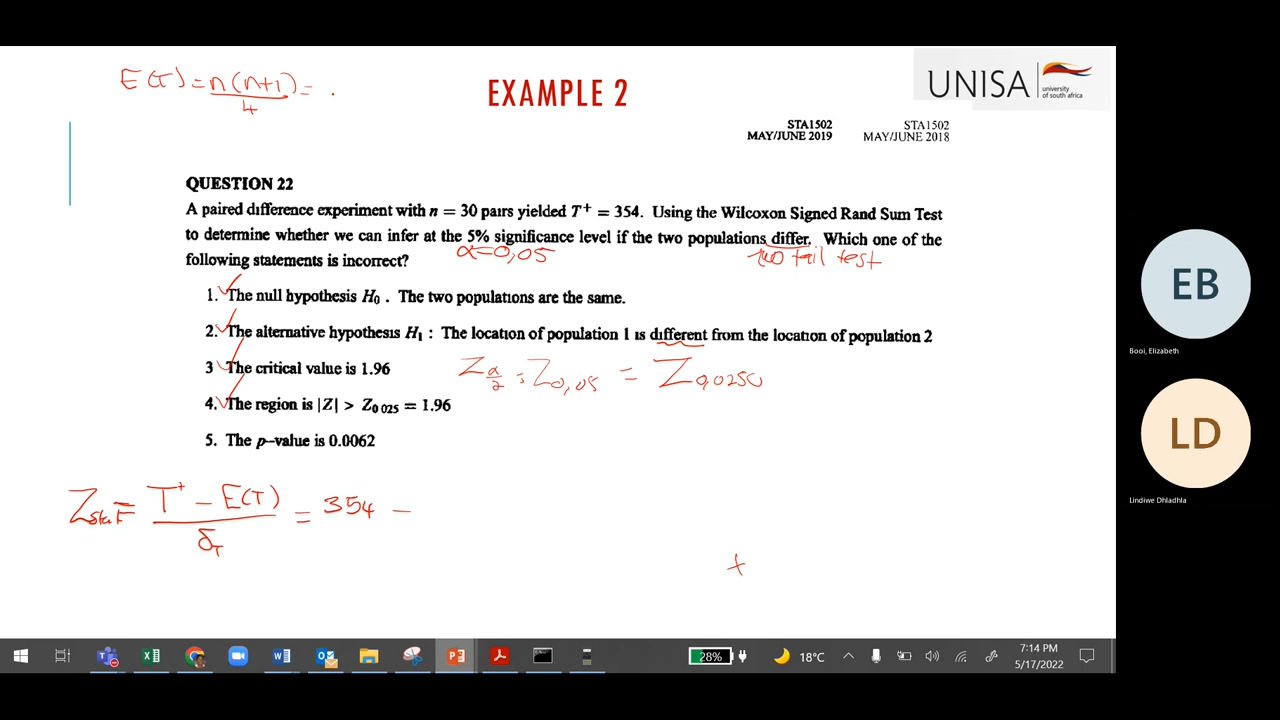 E(T) = n(n+1) = .
4
EXAMPLE 2
UNISA
university
of south africa
STA1502
MAY/JUNE 2019
STA1502
MAY/JUNE 2018
QUESTION 22
A paired difference experiment with n = 30 pairs yielded T+ = 354. Using the Wilcoxon Signed Rand Sum Test
to determine whether we can infer at the 5% significance level if the two populations differ. Which one of the
α=0,05
two tail test
following statements is incorrect?
1. The null hypothesis H0 . The two populations are the same.
2. The alternative hypothesis H1 : The location of population 1 is different from the location of population 2
3 The critical value is 1.96
Zα/2 = Z0,05 = Z0,0250
4. The region is |Z| > Z0 025 = 1.96
5. The p–value is 0.0062
Zstat = T+ − E(T) = 354 −
δT
EB
Booi, Elizabeth
LD
Lindiwe Dhladhla
28%
18°C
7:14 PM
5/17/2022